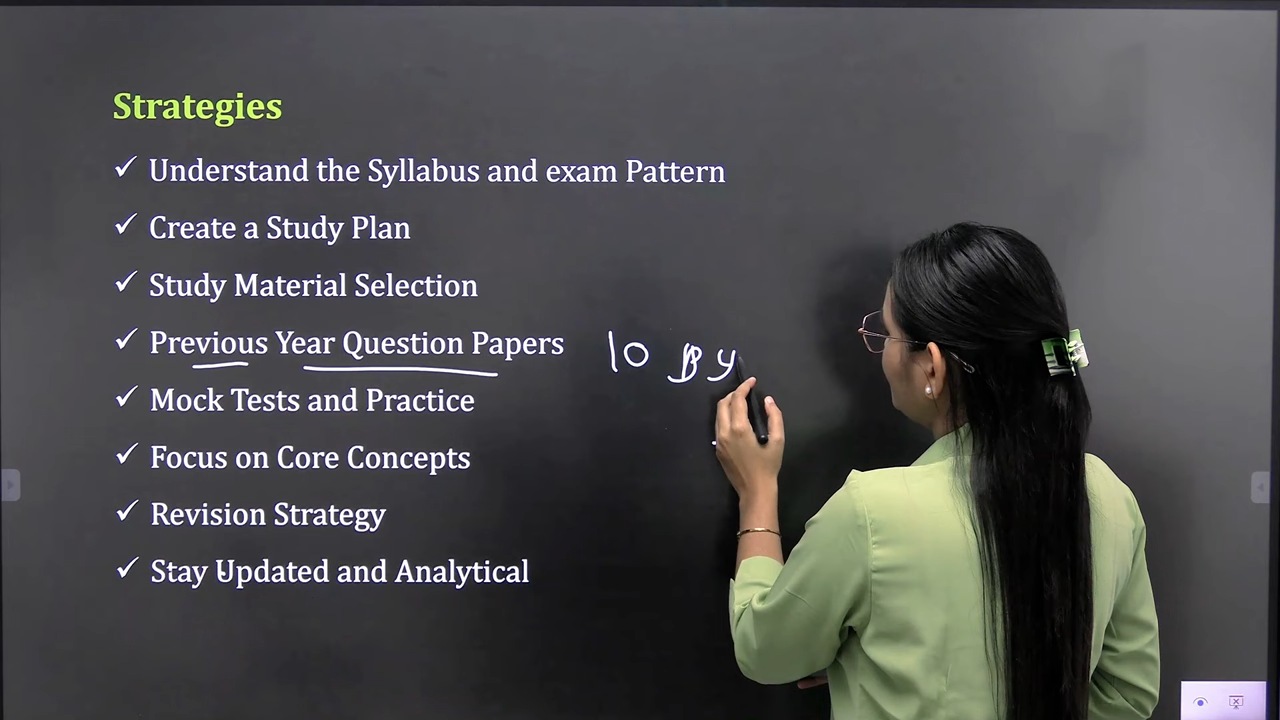 Strategies
✓ Understand the Syllabus and exam Pattern
✓ Create a Study Plan
✓ Study Material Selection
✓ Previous Year Question Papers 10
✓ Mock Tests and Practice
✓ Focus on Core Concepts
✓ Revision Strategy
✓ Stay Updated and Analytical